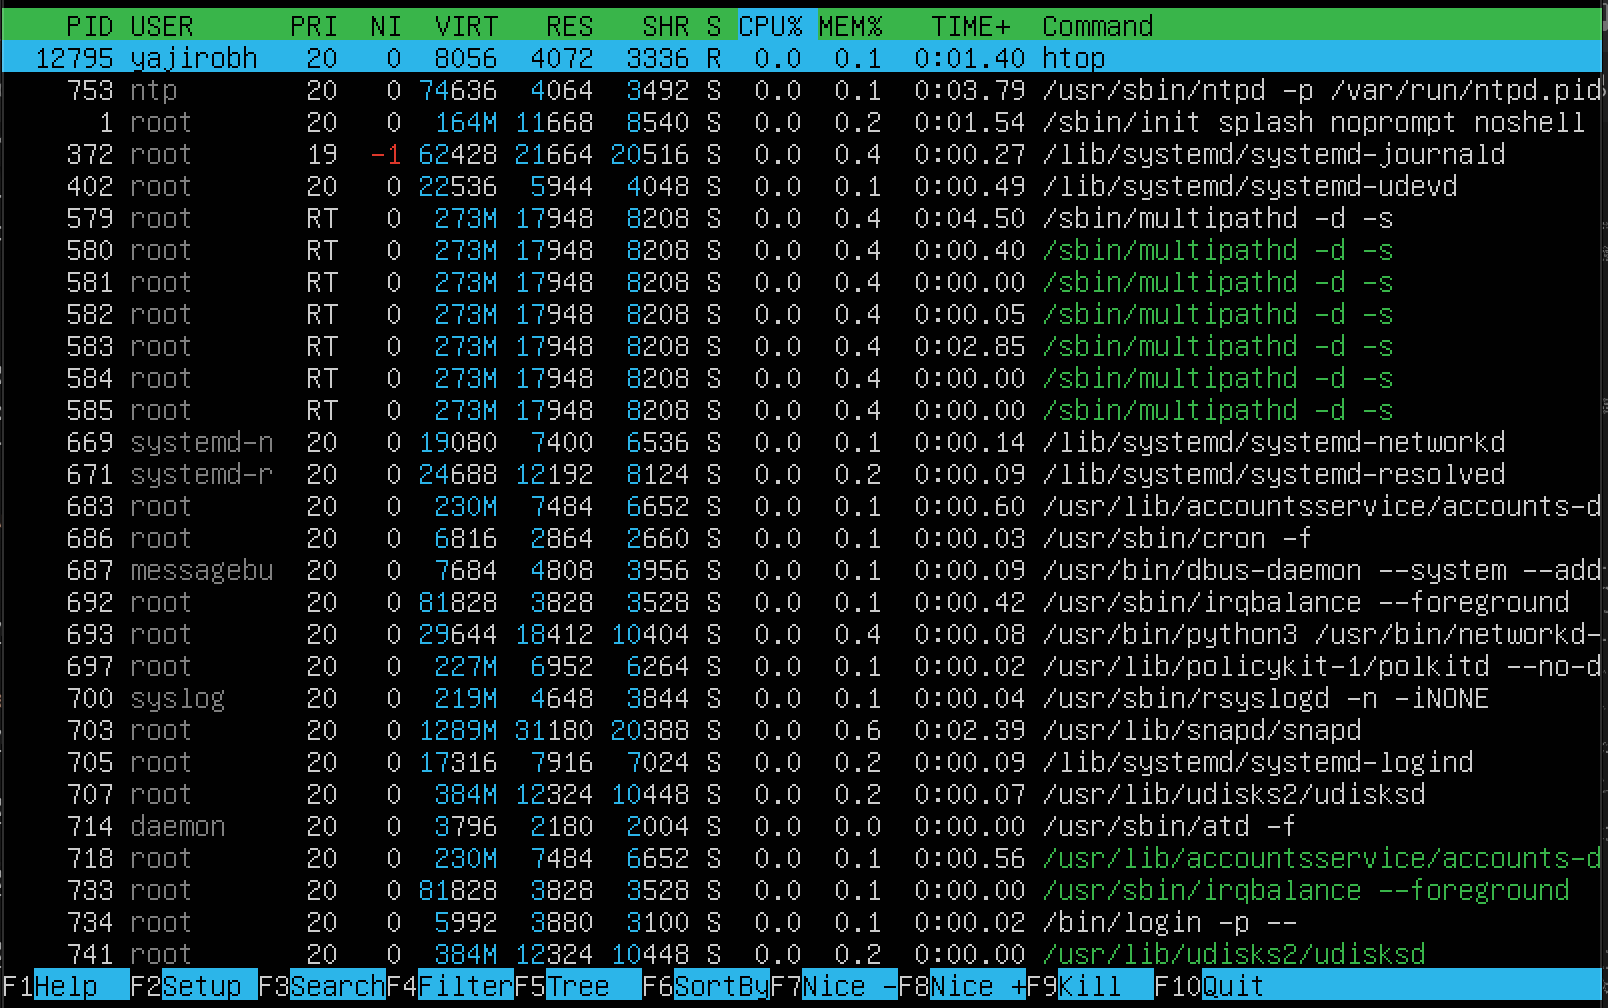 PID USER PRI NI VIRT RES SHR S CPU% MEM% TIME+ Command
12795 yajirobh 20 0 8056 4072 3336 R 0.0 0.1 0:01.40 htop
753 ntp 20 0 74636 4064 3492 S 0.0 0.1 0:03.79 /usr/sbin/ntpd -p /var/run/ntpd.pid
1 root 20 0 164M 11668 8540 S 0.0 0.2 0:01.54 /sbin/init splash noprompt noshell
372 root 19 -1 62428 21664 20516 S 0.0 0.4 0:00.27 /lib/systemd/systemd-journald
402 root 20 0 22536 5944 4048 S 0.0 0.1 0:00.49 /lib/systemd/systemd-udevd
579 root RT 0 273M 17948 8208 S 0.0 0.4 0:04.50 /sbin/multipathd -d -s
580 root RT 0 273M 17948 8208 S 0.0 0.4 0:00.40 /sbin/multipathd -d -s
581 root RT 0 273M 17948 8208 S 0.0 0.4 0:00.00 /sbin/multipathd -d -s
582 root RT 0 273M 17948 8208 S 0.0 0.4 0:00.05 /sbin/multipathd -d -s
583 root RT 0 273M 17948 8208 S 0.0 0.4 0:02.85 /sbin/multipathd -d -s
584 root RT 0 273M 17948 8208 S 0.0 0.4 0:00.00 /sbin/multipathd -d -s
585 root RT 0 273M 17948 8208 S 0.0 0.4 0:00.00 /sbin/multipathd -d -s
669 systemd-n 20 0 19080 7400 6536 S 0.0 0.1 0:00.14 /lib/systemd/systemd-networkd
671 systemd-r 20 0 24688 12192 8124 S 0.0 0.2 0:00.09 /lib/systemd/systemd-resolved
683 root 20 0 230M 7484 6652 S 0.0 0.1 0:00.60 /usr/lib/accountsservice/accounts-d
686 root 20 0 6816 2864 2660 S 0.0 0.1 0:00.03 /usr/sbin/cron -f
687 messagebu 20 0 7684 4808 3956 S 0.0 0.1 0:00.09 /usr/bin/dbus-daemon --system --add
692 root 20 0 81828 3828 3528 S 0.0 0.1 0:00.42 /usr/sbin/irqbalance --foreground
693 root 20 0 29644 18412 10404 S 0.0 0.4 0:00.08 /usr/bin/python3 /usr/bin/networkd-
697 root 20 0 227M 6952 6264 S 0.0 0.1 0:00.02 /usr/lib/policykit-1/polkitd --no-d
700 syslog 20 0 219M 4648 3844 S 0.0 0.1 0:00.04 /usr/sbin/rsyslogd -n -iNONE
703 root 20 0 1289M 31180 20388 S 0.0 0.6 0:02.39 /usr/lib/snapd/snapd
705 root 20 0 17316 7916 7024 S 0.0 0.2 0:00.09 /lib/systemd/systemd-logind
707 root 20 0 384M 12324 10448 S 0.0 0.2 0:00.07 /usr/lib/udisks2/udisksd
714 daemon 20 0 3796 2180 2004 S 0.0 0.0 0:00.00 /usr/sbin/atd -f
718 root 20 0 230M 7484 6652 S 0.0 0.1 0:00.56 /usr/lib/accountsservice/accounts-d
733 root 20 0 81828 3828 3528 S 0.0 0.1 0:00.00 /usr/sbin/irqbalance --foreground
734 root 20 0 5992 3880 3100 S 0.0 0.1 0:00.02 /bin/login -p --
741 root 20 0 384M 12324 10448 S 0.0 0.2 0:00.00 /usr/lib/udisks2/udisksd
F1Help F2Setup F3SearchF4FilterF5Tree F6SortByF7Nice -F8Nice +F9Kill F10Quit